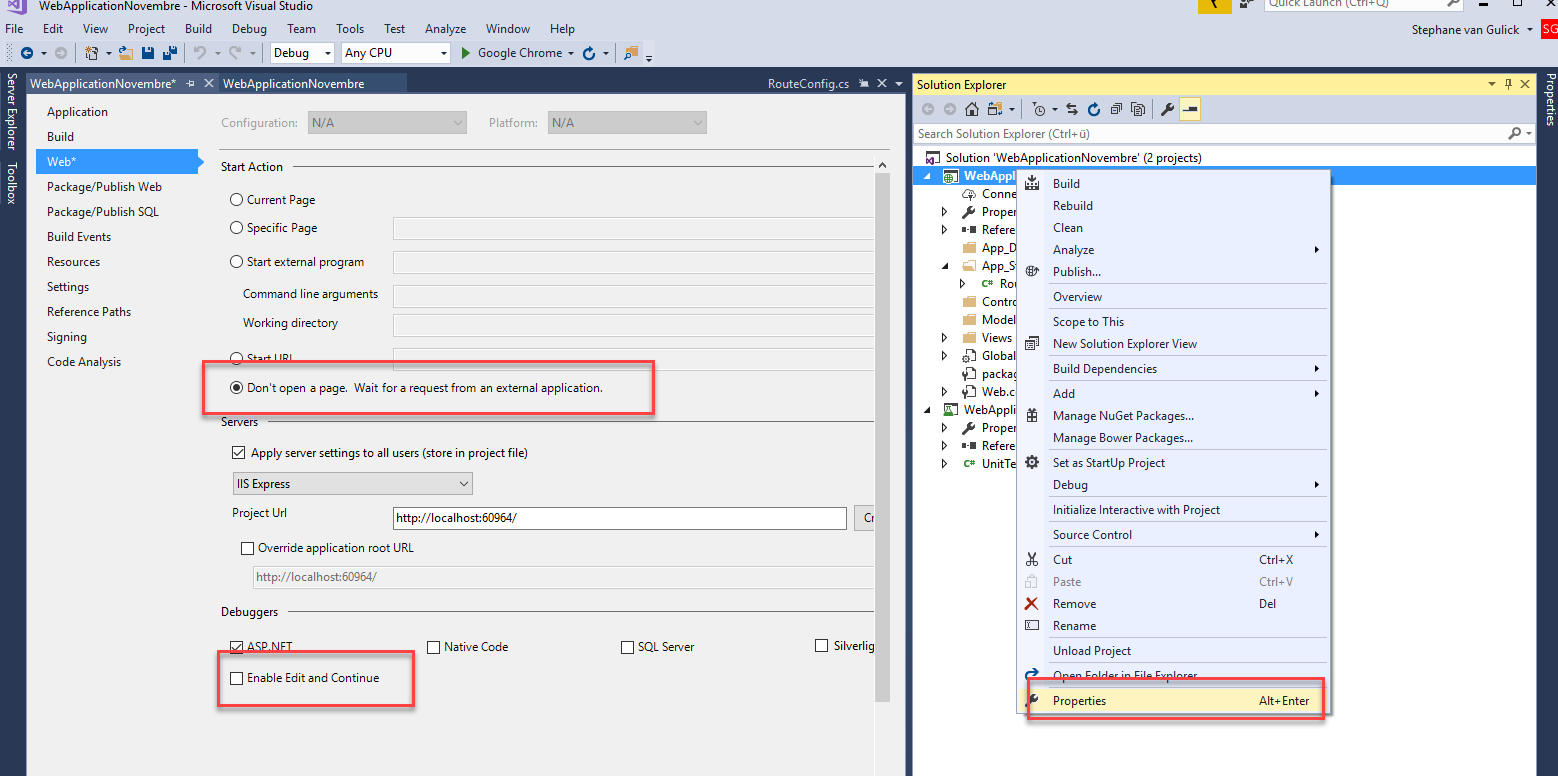 WebApplicationNovembre - Microsoft Visual Studio
Quick Launch (Ctrl+Q)
File Edit View Project Build Debug Team Tools Test Analyze Window Help
Stephane van Gulick
SG
Debug Any CPU Google Chrome
Server Explorer
Toolbox
WebApplicationNovembre* WebApplicationNovembre RouteConfig.cs
Application
Build
Web*
Package/Publish Web
Package/Publish SQL
Build Events
Resources
Settings
Reference Paths
Signing
Code Analysis
Configuration: N/A Platform: N/A
Start Action
Current Page
Specific Page
Start external program
Command line arguments
Working directory
Start URL
Don't open a page. Wait for a request from an external application.
Servers
Apply server settings to all users (store in project file)
IIS Express
Project Url http://localhost:60964/ Cr
Override application root URL
http://localhost:60964/
Debuggers
ASP.NET Native Code SQL Server Silverlig
Enable Edit and Continue
Solution Explorer
Search Solution Explorer (Ctrl+ü)
Solution 'WebApplicationNovembre' (2 projects)
WebAppl
Conne
Proper
Refere
App_D
App_S
C# Rou
Contro
Model
Views
Global
packag
Web.c
WebAppli
Proper
Refere
C# UnitTe
Build
Rebuild
Clean
Analyze
Publish...
Overview
Scope to This
New Solution Explorer View
Build Dependencies
Add
Manage NuGet Packages...
Manage Bower Packages...
Set as StartUp Project
Debug
Initialize Interactive with Project
Source Control
Cut Ctrl+X
Paste Ctrl+V
Remove Del
Rename
Unload Project
Open Folder in File Explorer
Properties Alt+Enter
Properties